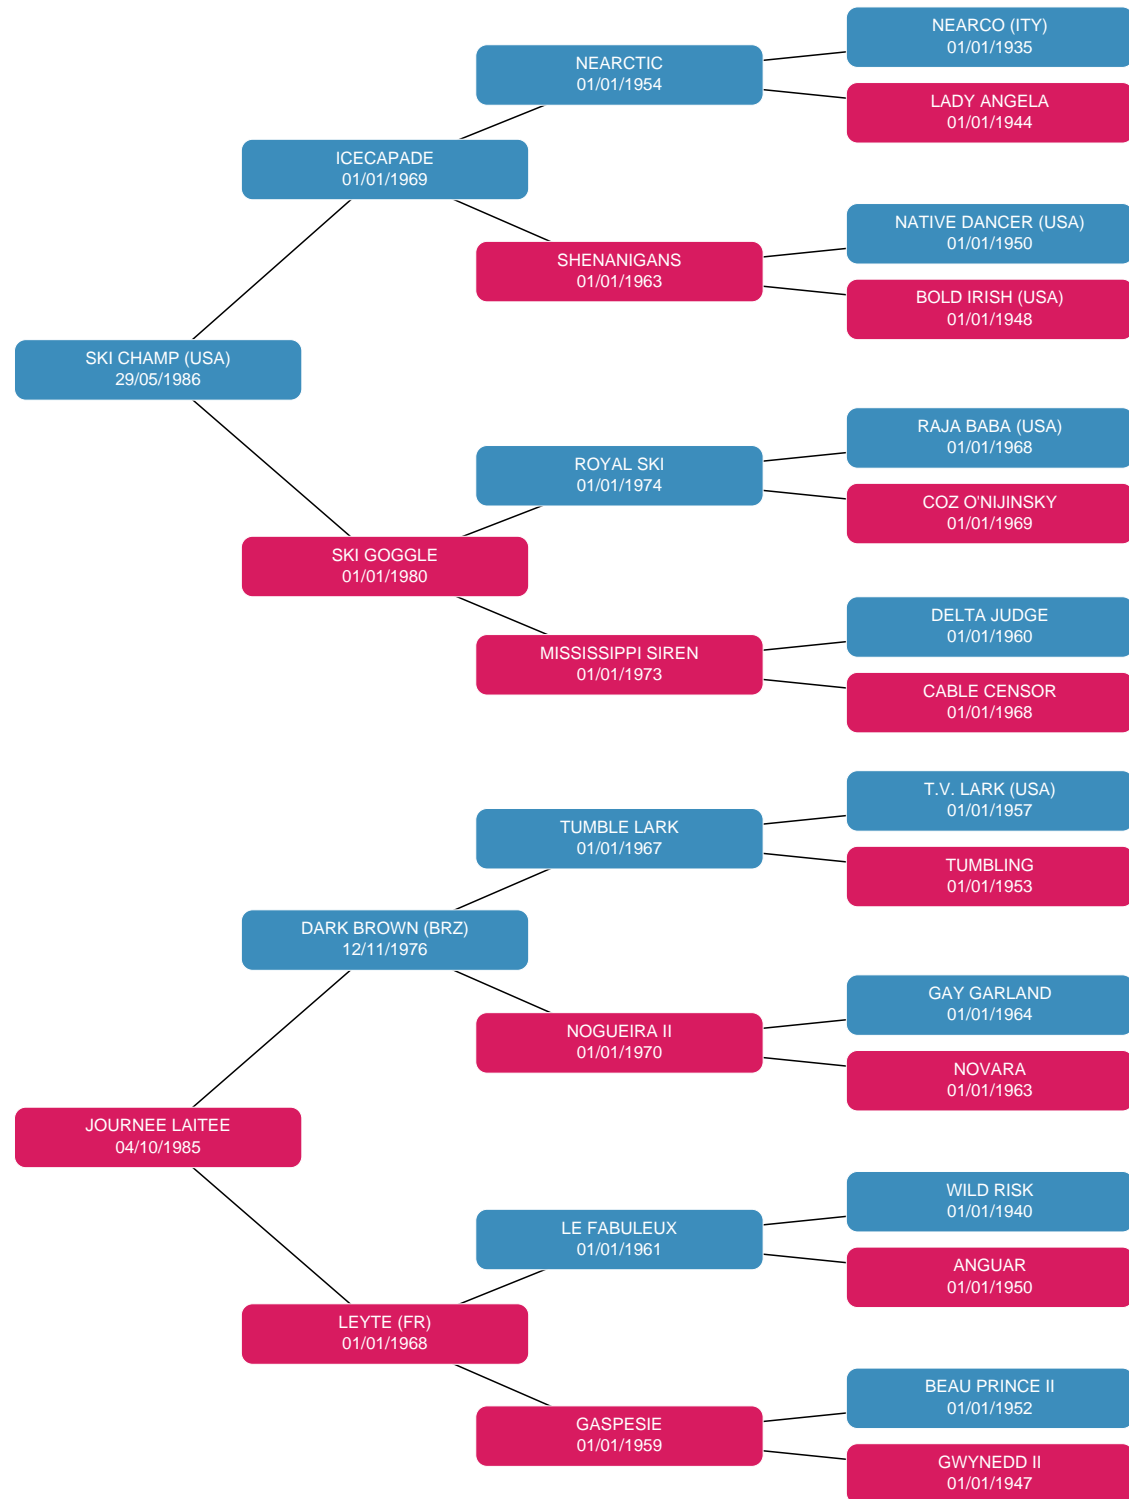 NEARCO (ITY)
01/01/1935
NEARCTIC
01/01/1954
LADY ANGELA
01/01/1944
ICECAPADE
01/01/1969
NATIVE DANCER (USA)
01/01/1950
SHENANIGANS
01/01/1963
BOLD IRISH (USA)
01/01/1948
SKI CHAMP (USA)
29/05/1986
RAJA BABA (USA)
01/01/1968
ROYAL SKI
01/01/1974
COZ O'NIJINSKY
01/01/1969
SKI GOGGLE
01/01/1980
DELTA JUDGE
01/01/1960
MISSISSIPPI SIREN
01/01/1973
CABLE CENSOR
01/01/1968
T.V. LARK (USA)
01/01/1957
TUMBLE LARK
01/01/1967
TUMBLING
01/01/1953
DARK BROWN (BRZ)
12/11/1976
GAY GARLAND
01/01/1964
NOGUEIRA II
01/01/1970
NOVARA
01/01/1963
JOURNEE LAITEE
04/10/1985
WILD RISK
01/01/1940
LE FABULEUX
01/01/1961
ANGUAR
01/01/1950
LEYTE (FR)
01/01/1968
BEAU PRINCE II
01/01/1952
GASPESIE
01/01/1959
GWYNEDD II
01/01/1947